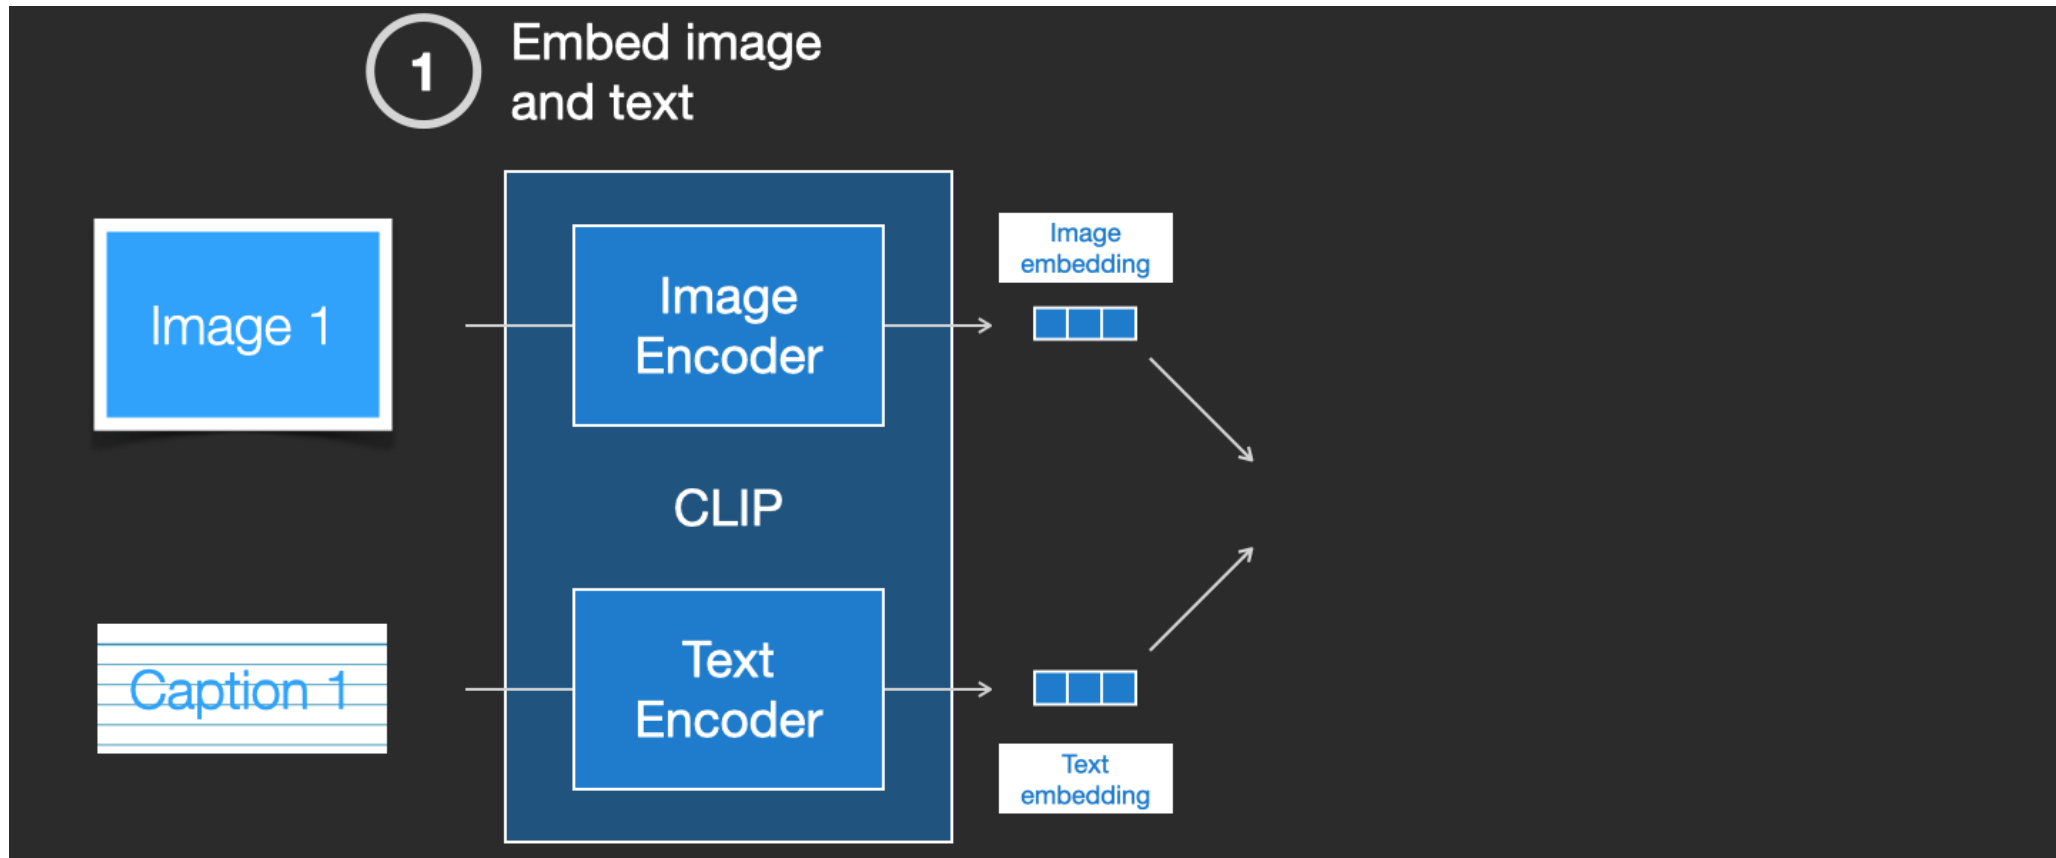 1
Embed image
and text
Image 1
Image
Encoder
Image
embedding
CLIP
Caption 1
Text
Encoder
Text
embedding